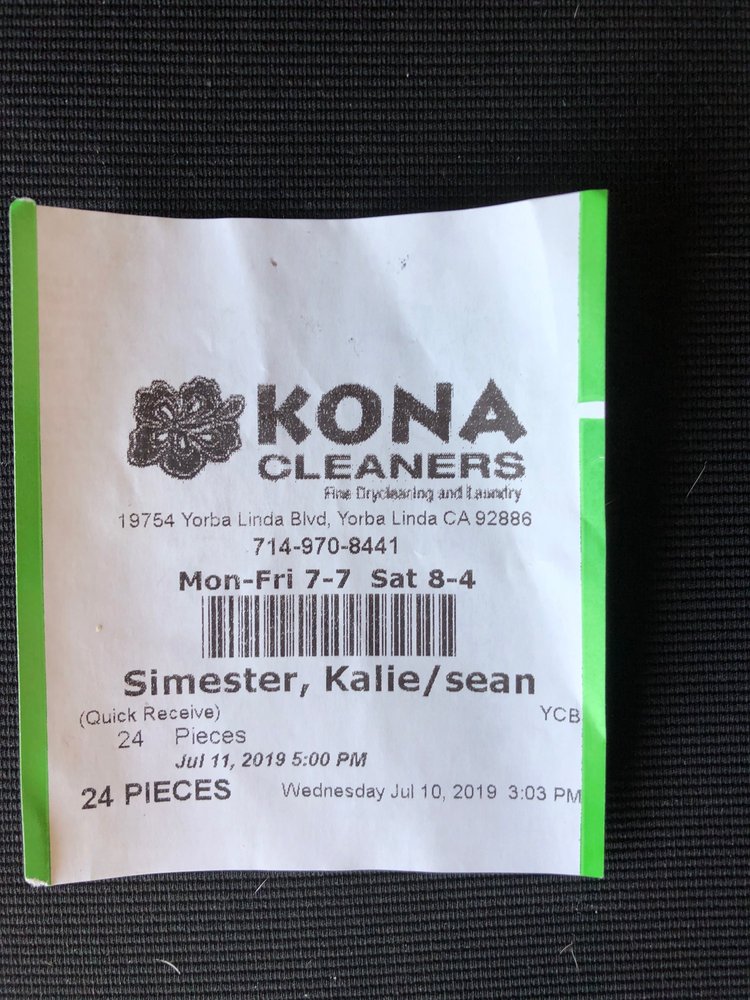 KONA
CLEANERS
Fine Drycleaning and Laundry
19754 Yorba Linda Blvd, Yorba Linda CA 92886
714-970-8441
Mon-Fri 7-7 Sat 8-4
Simester, Kalie/sean
(Quick Receive) YCB
24 Pieces
Jul 11, 2019 5:00 PM
24 PIECES Wednesday Jul 10, 2019 3:03 PM